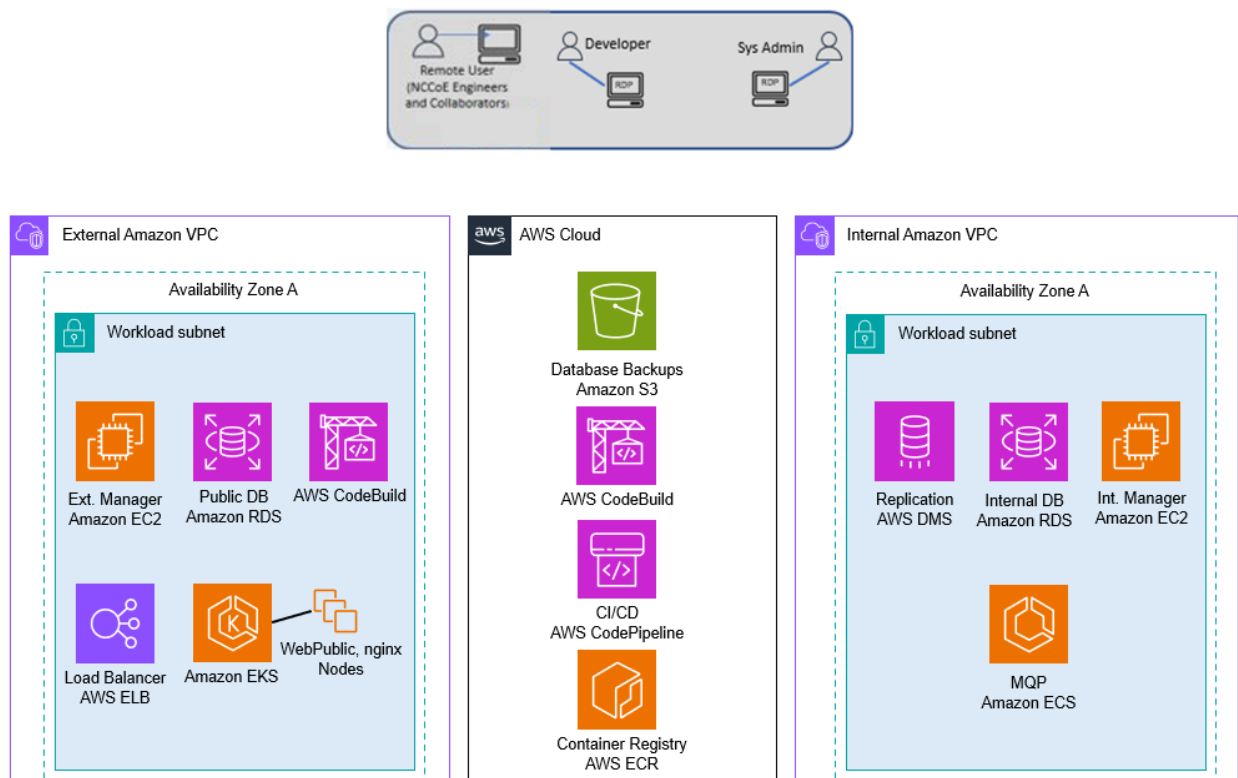 Remote User
(NCCoE Engineers
and Collaborators)
Developer
RDP
Sys Admin
RDP
External Amazon VPC
Availability Zone A
Workload subnet
Ext. Manager
Amazon EC2
Public DB
Amazon RDS
AWS CodeBuild
Load Balancer
AWS ELB
K
Amazon EKS
WebPublic, nginx
Nodes
aws
AWS Cloud
Database Backups
Amazon S3
</>
AWS CodeBuild
</>
CI/CD
AWS CodePipeline
Container Registry
AWS ECR
Internal Amazon VPC
Availability Zone A
Workload subnet
Replication
AWS DMS
Internal DB
Amazon RDS
Int. Manager
Amazon EC2
MQP
Amazon ECS